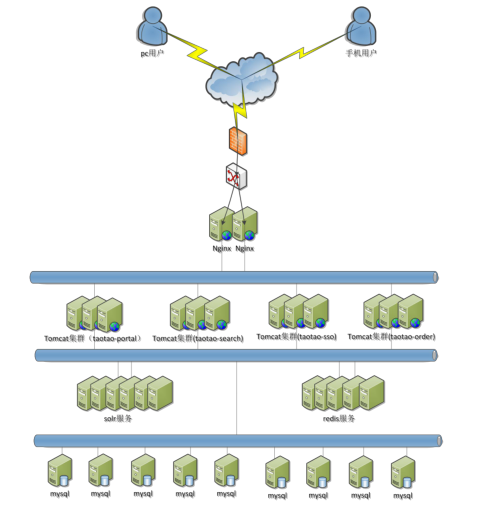 pc用户
手机用户
Nginx
Nginx
Tomcat集群（taotao-portal）
Tomcat集群(taotao-search)
Tomcat集群(taotao-sso)
Tomcat集群(taotao-order)
solr服务
redis服务
mysql
mysql
mysql
mysql
mysql
mysql
mysql
mysql
mysql